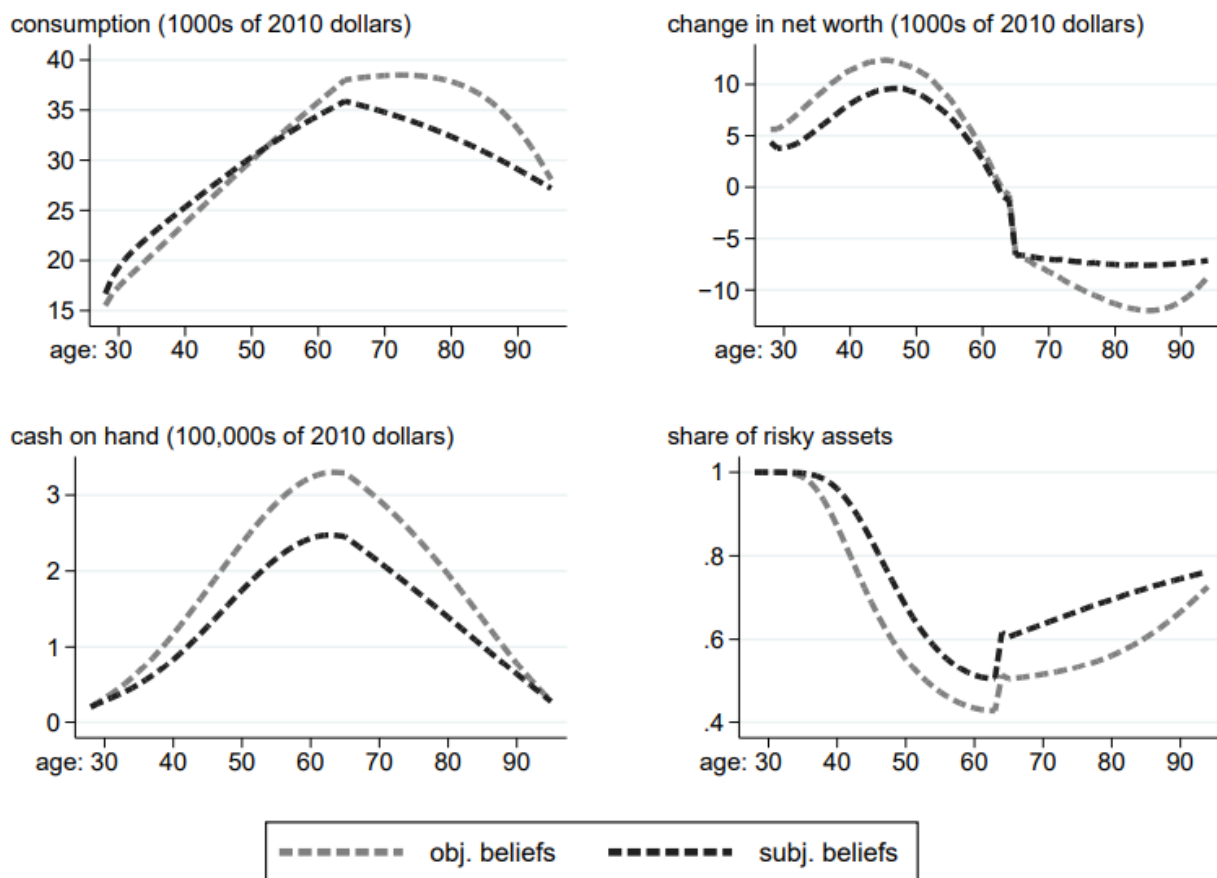 consumption (1000s of 2010 dollars)
40
35
30
25
20
15
age: 30 40 50 60 70 80 90
change in net worth (1000s of 2010 dollars)
10
5
0
−5
−10
age: 30 40 50 60 70 80 90
cash on hand (100,000s of 2010 dollars)
3
2
1
0
age: 30 40 50 60 70 80 90
share of risky assets
1
.8
.6
.4
age: 30 40 50 60 70 80 90
obj. beliefs subj. beliefs